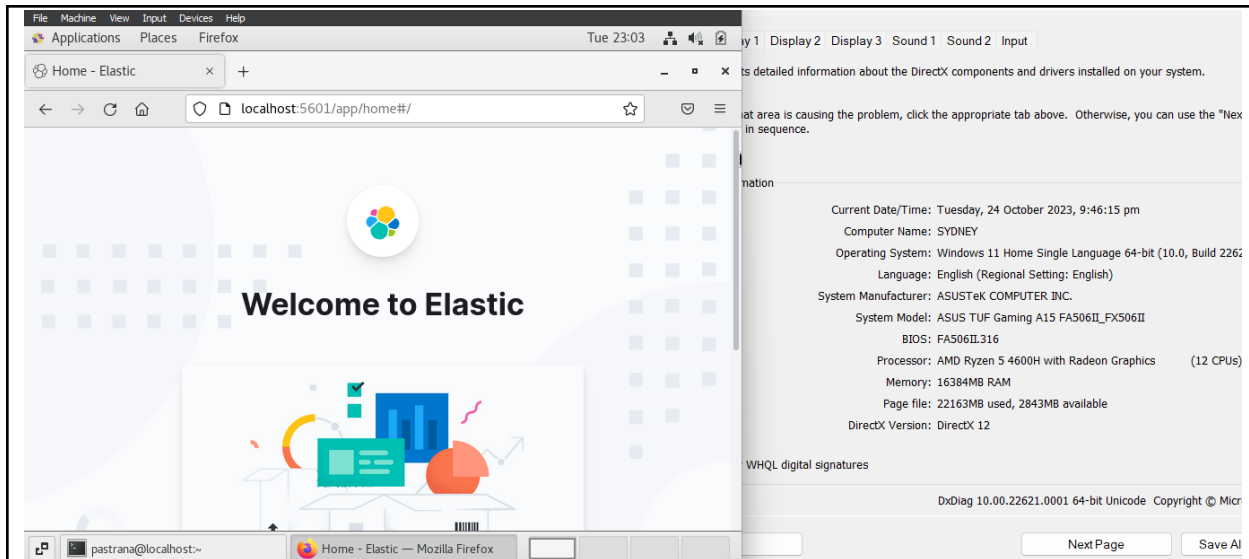 File Machine View Input Devices Help
Applications Places Firefox Tue 23:03
Home - Elastic
localhost:5601/app/home#/
Welcome to Elastic
pastrana@localhost:~ Home - Elastic — Mozilla Firefox
1 Display 2 Display 3 Sound 1 Sound 2 Input
detailed information about the DirectX components and drivers installed on your system.
area is causing the problem, click the appropriate tab above. Otherwise, you can use the "Nex
in sequence.
Current Date/Time: Tuesday, 24 October 2023, 9:46:15 pm
Computer Name: SYDNEY
Operating System: Windows 11 Home Single Language 64-bit (10.0, Build 2262
Language: English (Regional Setting: English)
System Manufacturer: ASUSTeK COMPUTER INC.
System Model: ASUS TUF Gaming A15 FA506II_FX506II
BIOS: FA506II.316
Processor: AMD Ryzen 5 4600H with Radeon Graphics (12 CPUs)
Memory: 16384MB RAM
Page file: 22163MB used, 2843MB available
DirectX Version: DirectX 12
WHQL digital signatures
DxDiag 10.00.22621.0001 64-bit Unicode Copyright © Micr
Next Page Save Al